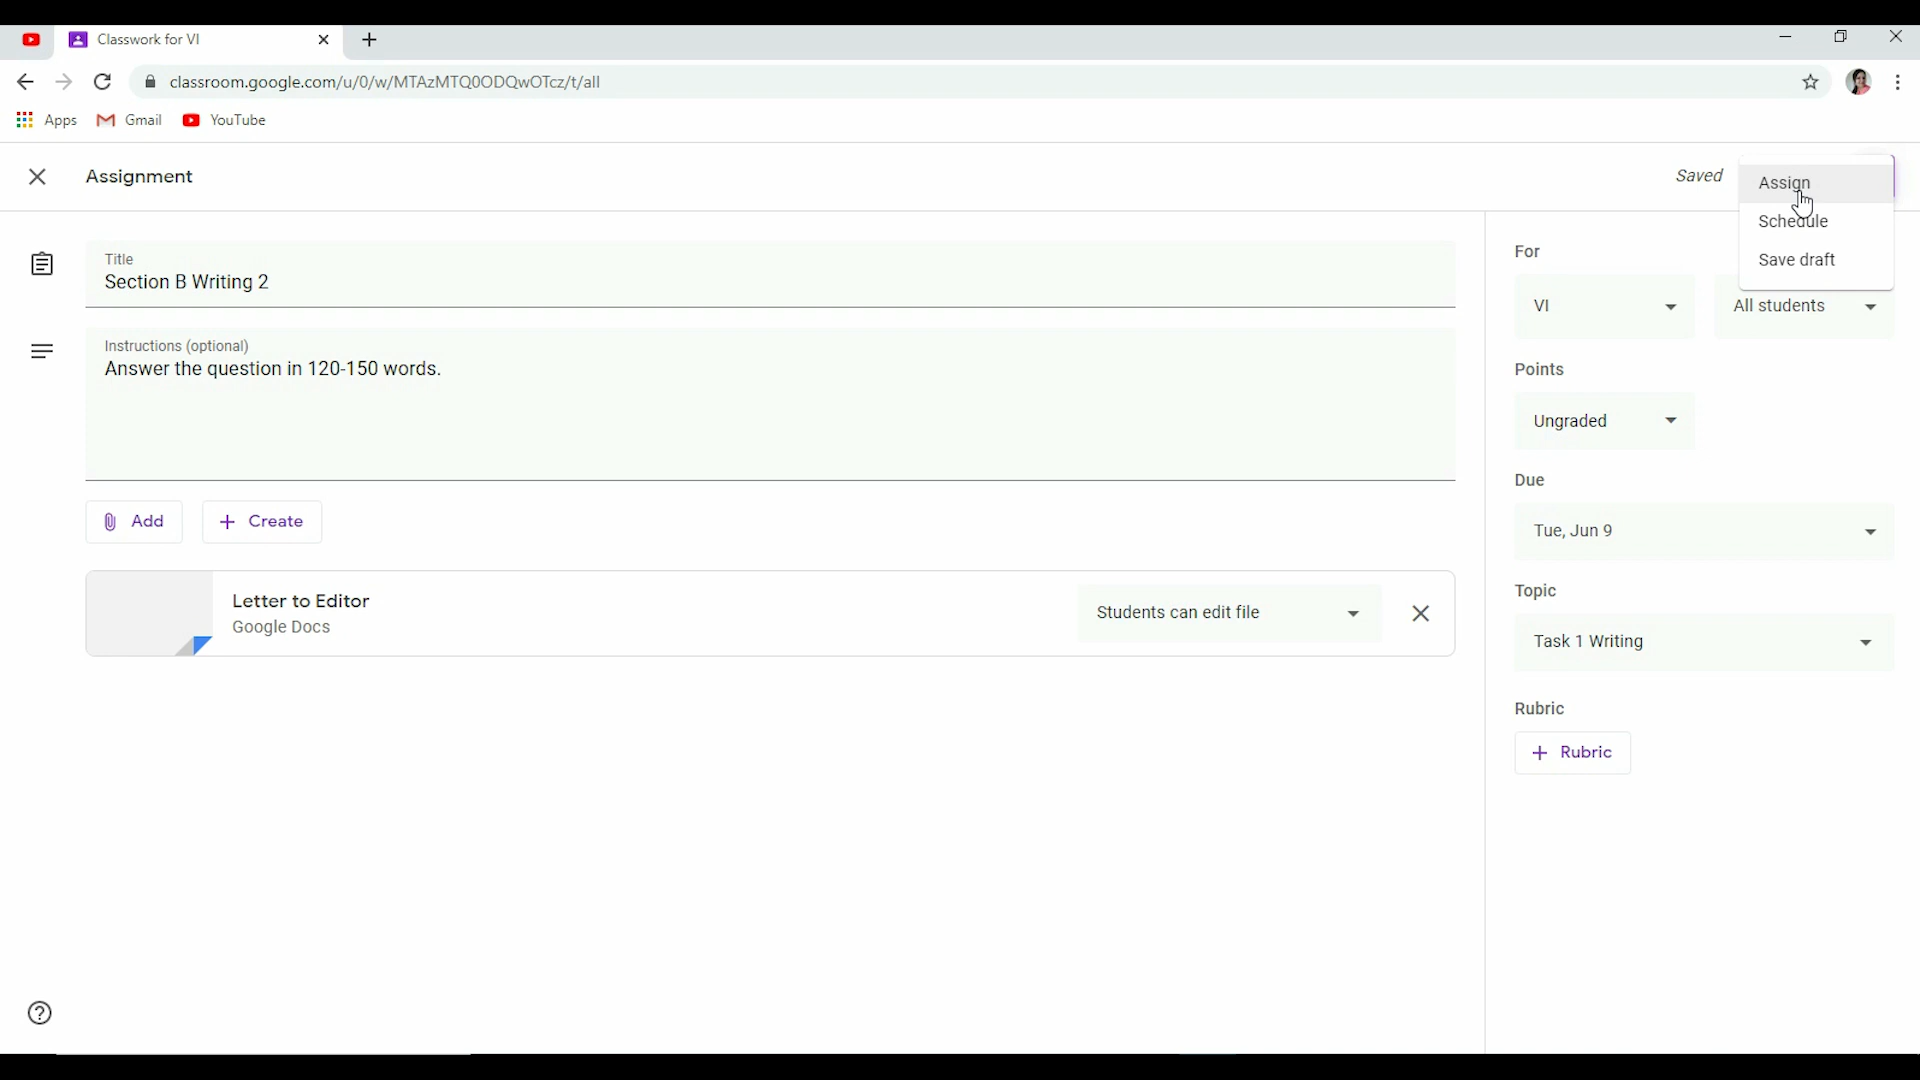 Classwork for VI
classroom.google.com/u/0/w/MTAzMTQ0ODQwOTcz/t/all
Apps Gmail YouTube
Assignment
Saved
Assign
Schedule
Save draft
Title
Section B Writing 2
Instructions (optional)
Answer the question in 120-150 words.
Add
Create
Letter to Editor
Google Docs
Students can edit file
For
VI
All students
Points
Ungraded
Due
Tue, Jun 9
Topic
Task 1 Writing
Rubric
Rubric